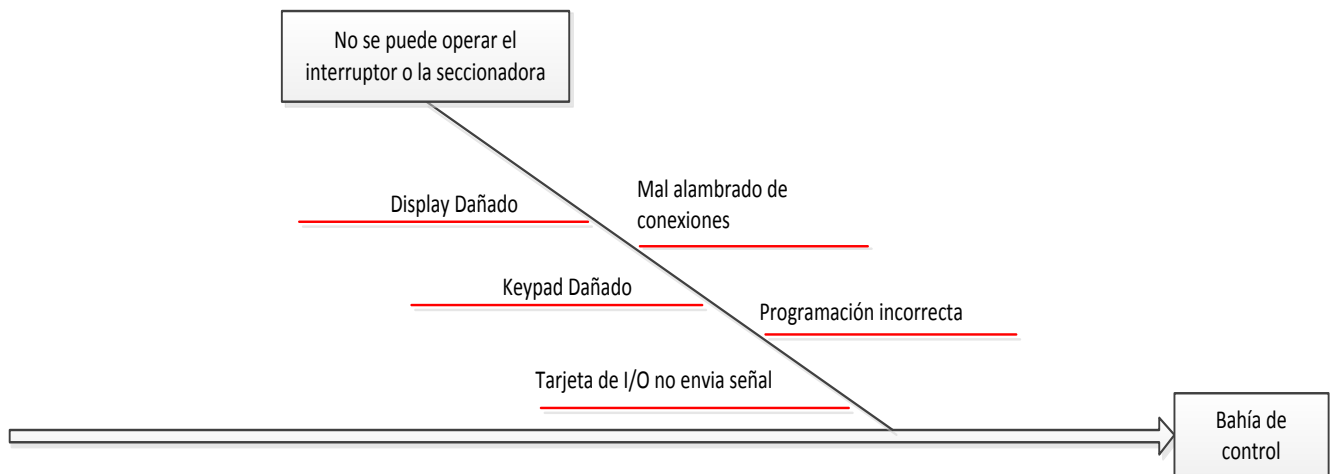 No se puede operar el
interruptor o la seccionadora
Display Dañado
Mal alambrado de
conexiones
Keypad Dañado
Programación incorrecta
Tarjeta de I/O no envia señal
Bahía de
control